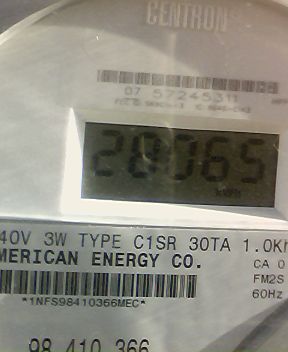 CENTRON
07 57245311
28065
kWh
40V 3W TYPE C1SR 30TA 1.0Kh
MERICAN ENERGY CO.
CA 0
FM2S
60Hz
*1NFS98410366MEC*
98 410 366